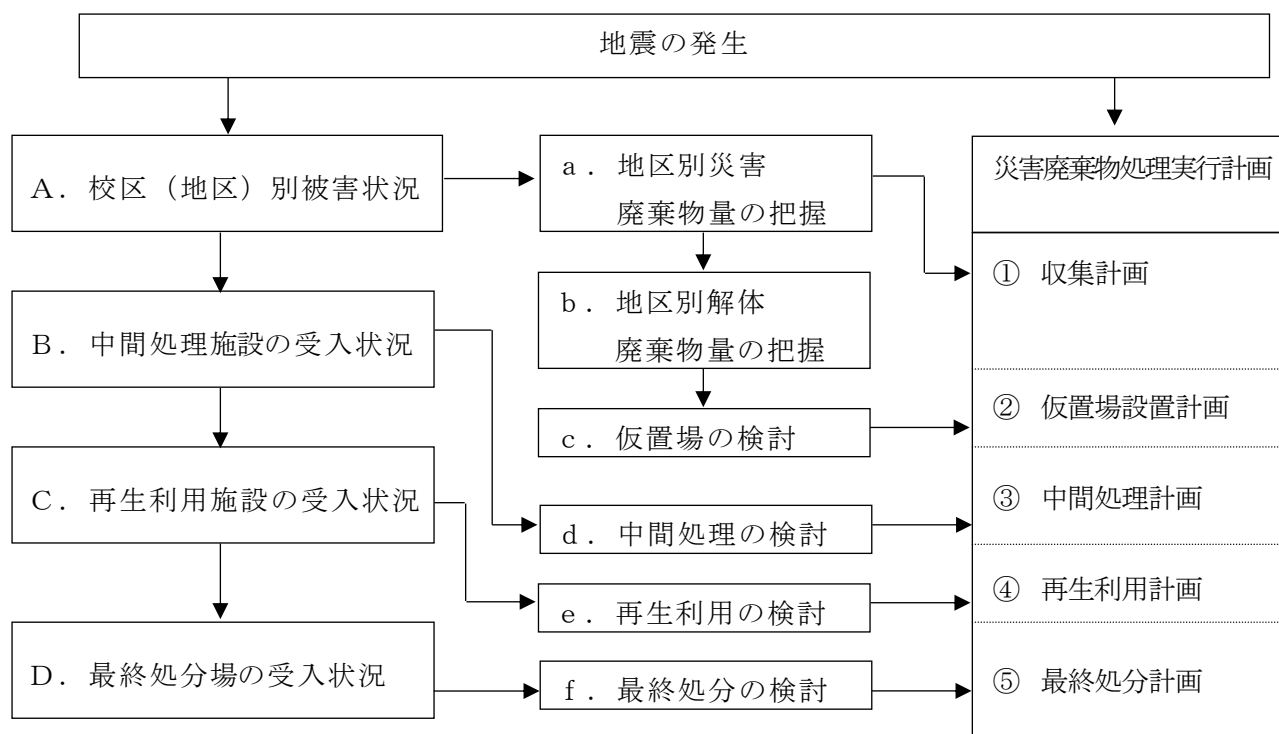 地震の発生
A．校区（地区）別被害状況
a．地区別災害
廃棄物量の把握
災害廃棄物処理実行計画
① 収集計画
B．中間処理施設の受入状況
b．地区別解体
廃棄物量の把握
② 仮置場設置計画
c．仮置場の検討
C．再生利用施設の受入状況
③ 中間処理計画
d．中間処理の検討
④ 再生利用計画
e．再生利用の検討
D．最終処分場の受入状況
f．最終処分の検討
⑤ 最終処分計画